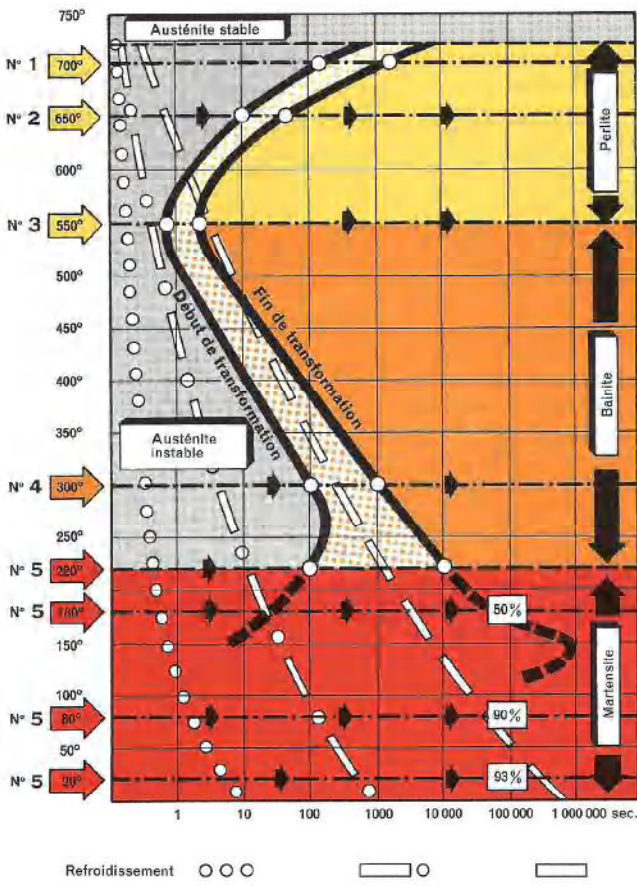 750°
Austénite stable
N° 1 700°
N° 2 650°
600°
N° 3 550°
500°
450°
400°
350°
N° 4 300°
250°
N° 5 220°
N° 5 180°
150°
100°
N° 5 80°
50°
N° 5 20°
Début de transformation
Fin de transformation
Austénite
instable
Perlite
Bainite
Martensite
50%
90%
93%
1 10 100 1000 10 000 100 000 1 000 000 sec.
Refroidissement